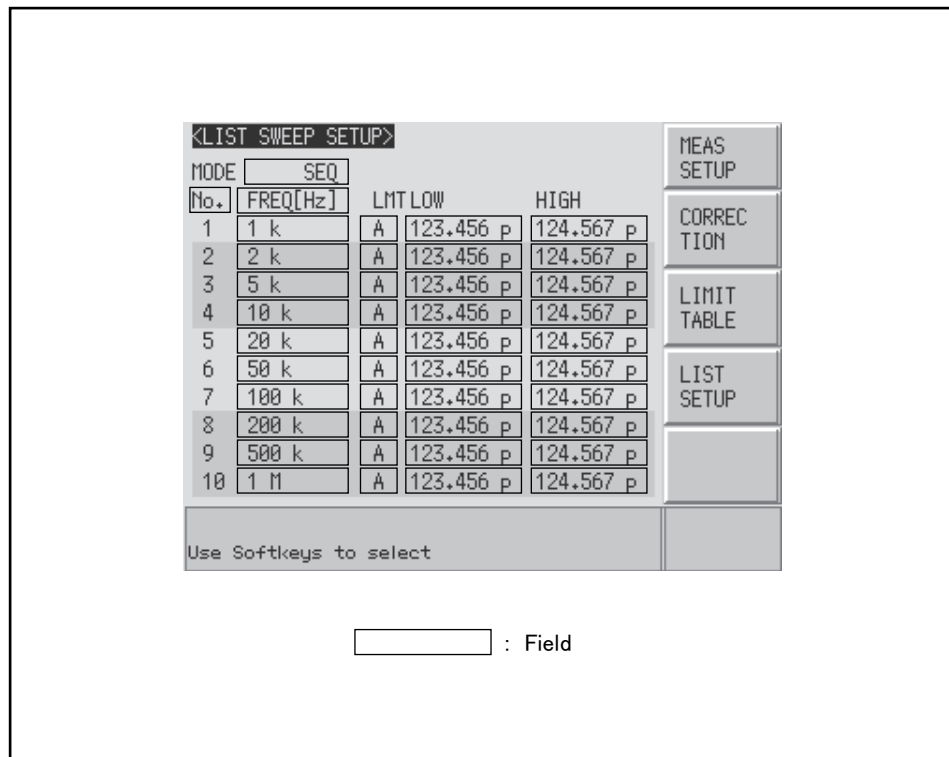 <LIST SWEEP SETUP>
MODE SEQ
No. FREQ[Hz] LMT LOW HIGH
1 1 k A 123.456 p 124.567 p
2 2 k A 123.456 p 124.567 p
3 5 k A 123.456 p 124.567 p
4 10 k A 123.456 p 124.567 p
5 20 k A 123.456 p 124.567 p
6 50 k A 123.456 p 124.567 p
7 100 k A 123.456 p 124.567 p
8 200 k A 123.456 p 124.567 p
9 500 k A 123.456 p 124.567 p
10 1 M A 123.456 p 124.567 p
MEAS
SETUP
CORREC
TION
LIMIT
TABLE
LIST
SETUP
Use Softkeys to select
: Field